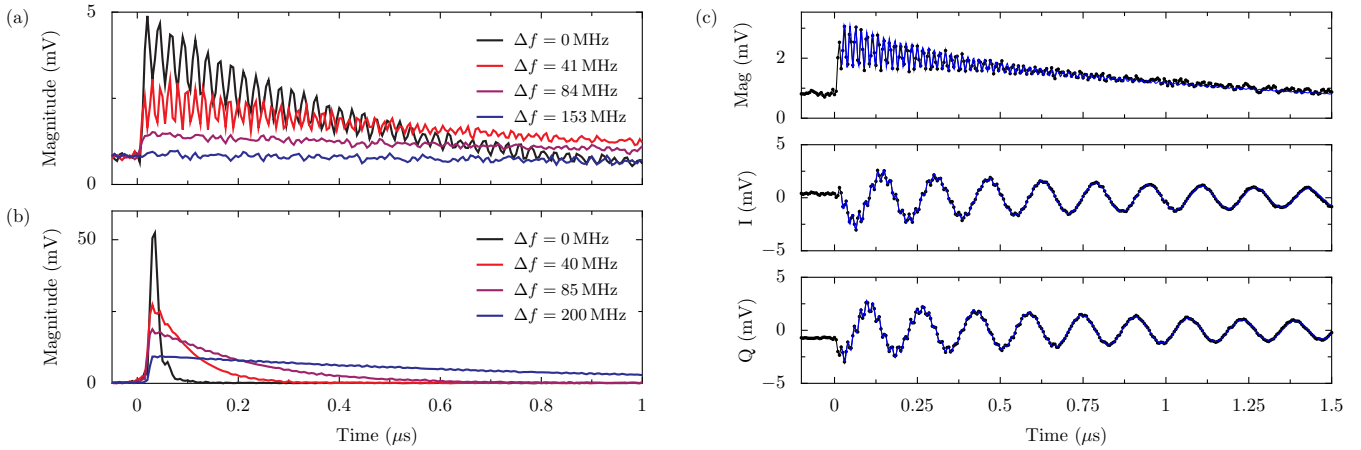 (a)
Magnitude (mV)
5
0
Δf = 0 MHz
Δf = 41 MHz
Δf = 84 MHz
Δf = 153 MHz
(b)
Magnitude (mV)
50
0
Δf = 0 MHz
Δf = 40 MHz
Δf = 85 MHz
Δf = 200 MHz
0 0.2 0.4 0.6 0.8 1
Time (μs)
(c)
Mag (mV)
2
0
I (mV)
5
0
−5
Q (mV)
5
0
−5
0 0.25 0.5 0.75 1 1.25 1.5
Time (μs)